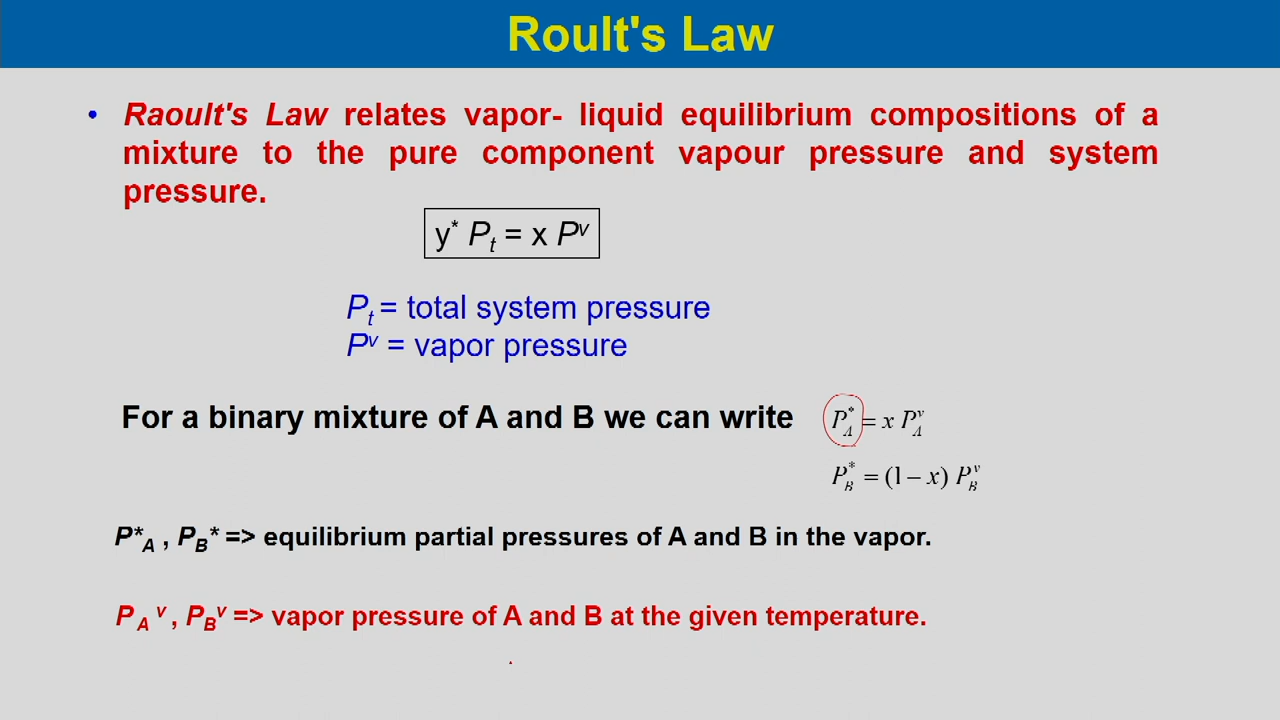 Roult's Law
• Raoult's Law relates vapor- liquid equilibrium compositions of a
mixture to the pure component vapour pressure and system
pressure.
y* Pt = x Pᵛ
Pt = total system pressure
Pᵛ = vapor pressure
For a binary mixture of A and B we can write P*A = x PᵛA
P*B = (1 – x) PᵛB
P*A , PB* => equilibrium partial pressures of A and B in the vapor.
PA ᵛ , PBᵛ => vapor pressure of A and B at the given temperature.